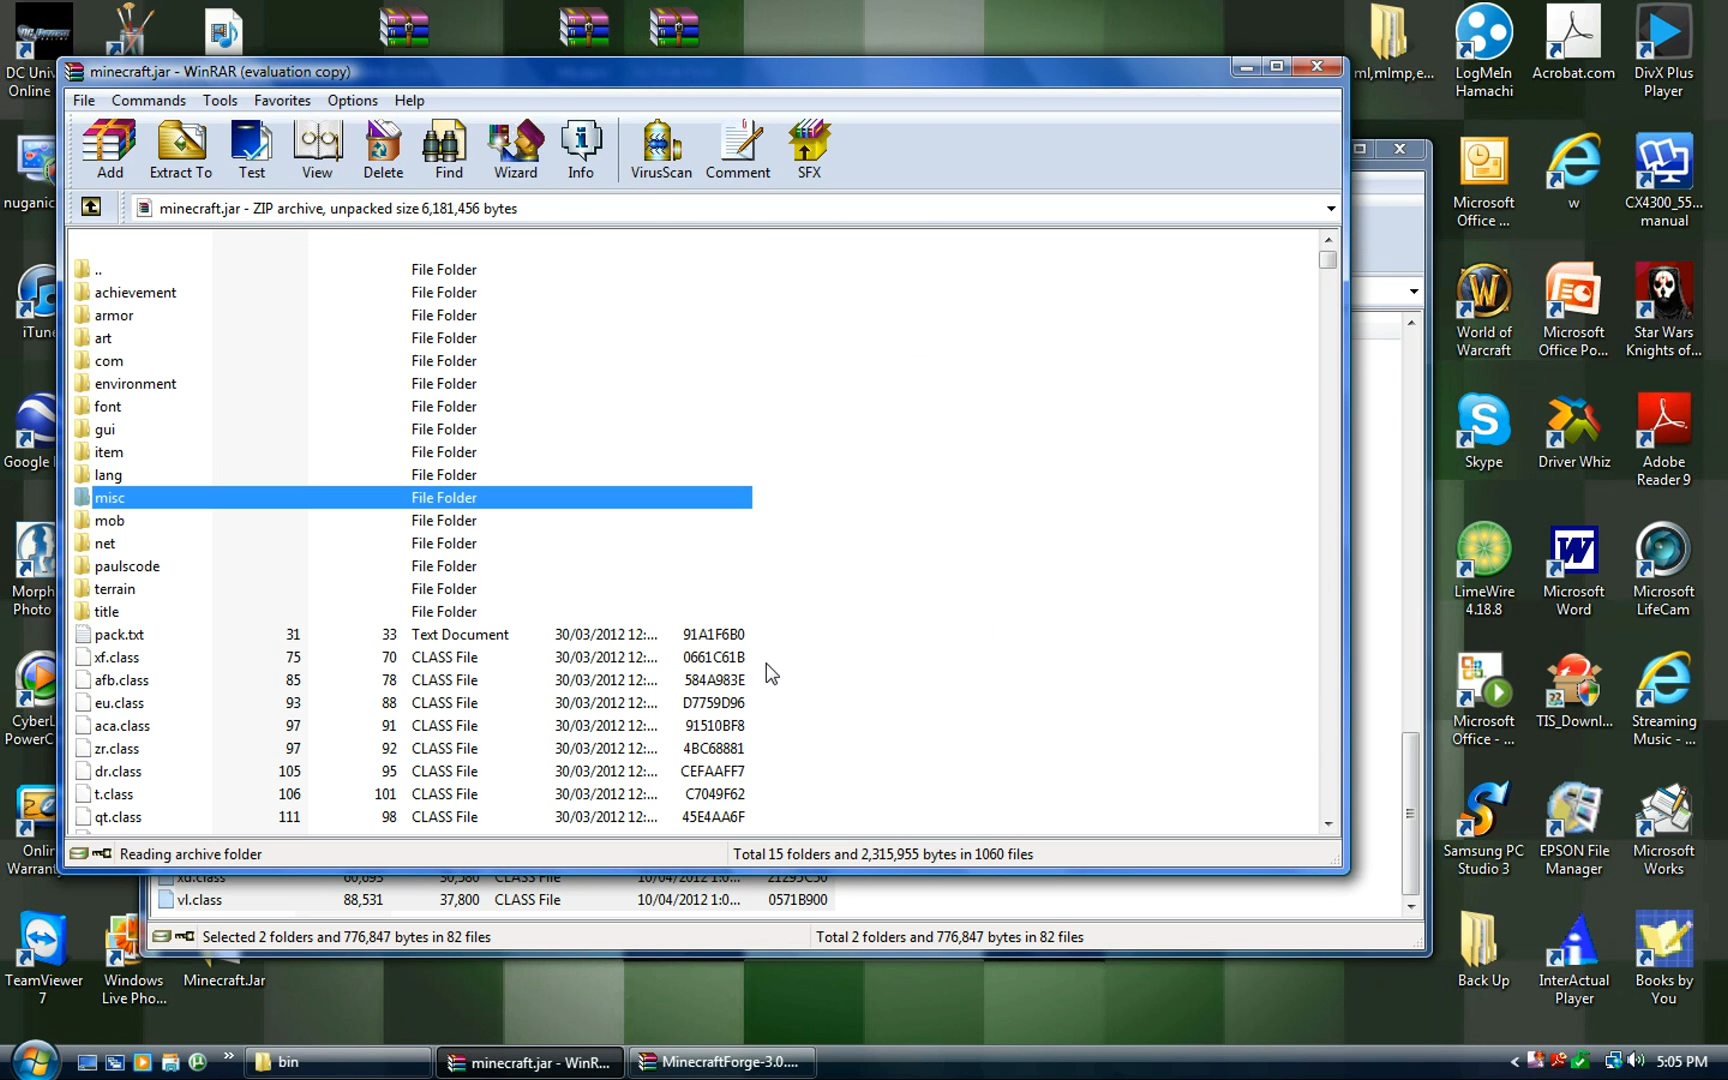 DC Univ
Online
ml,mlmp,e...
LogMeIn
Hamachi
Acrobat.com
DivX Plus
Player
minecraft.jar - WinRAR (evaluation copy)
File Commands Tools Favorites Options Help
Add Extract To Test View Delete Find Wizard Info VirusScan Comment SFX
minecraft.jar - ZIP archive, unpacked size 6,181,456 bytes
.. File Folder
achievement File Folder
armor File Folder
art File Folder
com File Folder
environment File Folder
font File Folder
gui File Folder
item File Folder
lang File Folder
misc File Folder
mob File Folder
net File Folder
paulscode File Folder
terrain File Folder
title File Folder
pack.txt 31 33 Text Document 30/03/2012 12:... 91A1F6B0
xf.class 75 70 CLASS File 30/03/2012 12:... 0661C61B
afb.class 85 78 CLASS File 30/03/2012 12:... 584A983E
eu.class 93 88 CLASS File 30/03/2012 12:... D7759D96
aca.class 97 91 CLASS File 30/03/2012 12:... 91510BF8
zr.class 97 92 CLASS File 30/03/2012 12:... 4BC68881
dr.class 105 95 CLASS File 30/03/2012 12:... CEFAAFF7
t.class 106 101 CLASS File 30/03/2012 12:... C7049F62
qt.class 111 98 CLASS File 30/03/2012 12:... 45E4AA6F
Reading archive folder Total 15 folders and 2,315,955 bytes in 1060 files
vl.class 88,531 37,800 CLASS File 10/04/2012 1:0... 0571B900
Selected 2 folders and 776,847 bytes in 82 files Total 2 folders and 776,847 bytes in 82 files
nuganic
iTune
Google
Morph
Photo
CyberL
PowerC
Onlin
Warranty
TeamViewer
7
Windows
Live Pho...
Minecraft.Jar
Microsoft
Office ...
w
CX4300_55...
manual
World of
Warcraft
Microsoft
Office Po...
Star Wars
Knights of...
Skype
Driver Whiz
Adobe
Reader 9
LimeWire
4.18.8
Microsoft
Word
Microsoft
LifeCam
Microsoft
Office - ...
TIS_Downl...
Streaming
Music - ...
Samsung PC
Studio 3
EPSON File
Manager
Microsoft
Works
Back Up
InterActual
Player
Books by
You
bin
minecraft.jar - WinR...
MinecraftForge-3.0....
5:05 PM